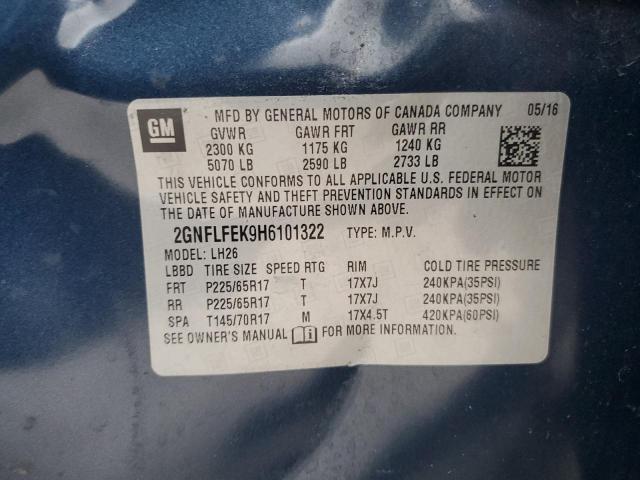 GM
MFD BY GENERAL MOTORS OF CANADA COMPANY 05/16
GVWR GAWR FRT GAWR RR
2300 KG 1175 KG 1240 KG
5070 LB 2590 LB 2733 LB
THIS VEHICLE CONFORMS TO ALL APPLICABLE U.S. FEDERAL MOTOR
VEHICLE SAFETY AND THEFT PREVENTION STANDARDS IN EFFECT ON
THE DATE OF MANUFACTURE SHOWN ABOVE.
2GNFLFEK9H6101322 TYPE: M.P.V.
MODEL: LH26
LBBD TIRE SIZE SPEED RTG RIM COLD TIRE PRESSURE
FRT P225/65R17 T 17X7J 240KPA(35PSI)
RR P225/65R17 T 17X7J 240KPA(35PSI)
SPA T145/70R17 M 17X4.5T 420KPA(60PSI)
SEE OWNER'S MANUAL FOR MORE INFORMATION.